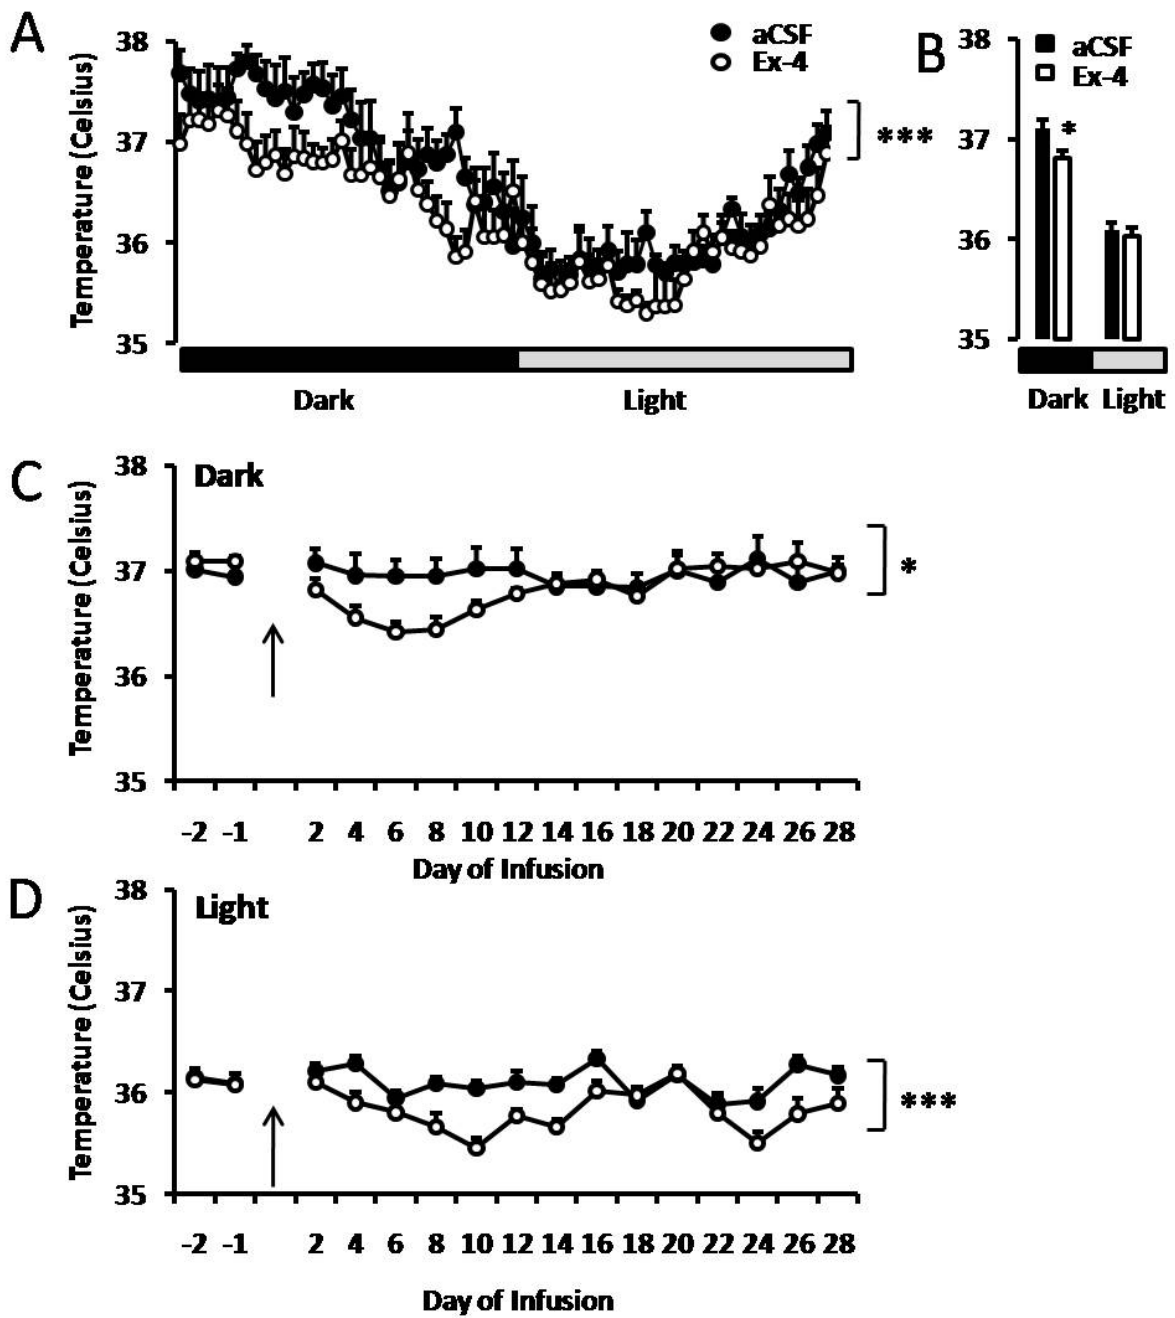 A
Temperature (Celsius)
38
37
36
35
aCSF
Ex-4
***
Dark
Light
B
38
37
36
35
aCSF
Ex-4
*
Dark
Light
C
Dark
Temperature (Celsius)
38
37
36
35
*
-2 -1 2 4 6 8 10 12 14 16 18 20 22 24 26 28
Day of Infusion
D
Light
Temperature (Celsius)
38
37
36
35
***
-2 -1 2 4 6 8 10 12 14 16 18 20 22 24 26 28
Day of Infusion